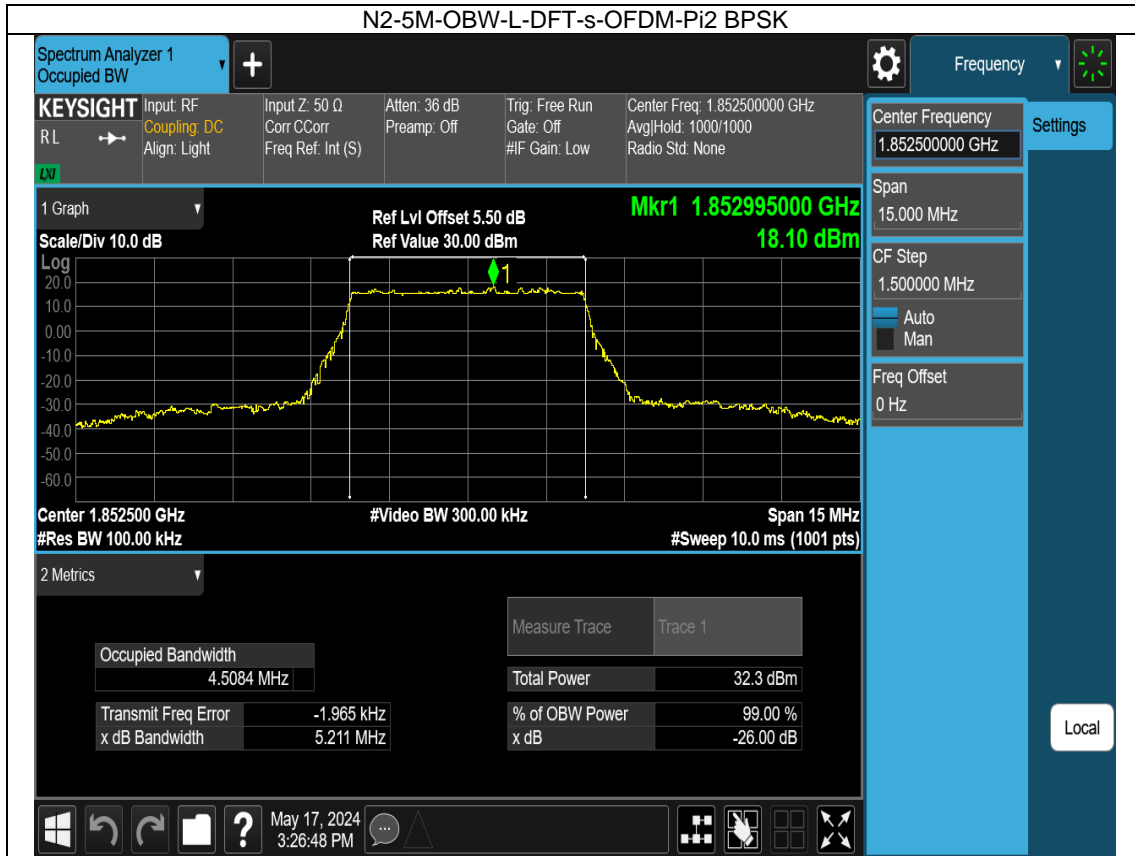 N2-5M-OBW-L-DFT-s-OFDM-Pi2 BPSK
Spectrum Analyzer 1
Occupied BW
+
Frequency
KEYSIGHT
R L
LXI
Input: RF
Coupling: DC
Align: Light
Input Z: 50 Ω
Corr CCorr
Freq Ref: Int (S)
Atten: 36 dB
Preamp: Off
Trig: Free Run
Gate: Off
#IF Gain: Low
Center Freq: 1.852500000 GHz
Avg|Hold: 1000/1000
Radio Std: None
Center Frequency
1.852500000 GHz
Settings
Span
15.000 MHz
CF Step
1.500000 MHz
Auto
Man
Freq Offset
0 Hz
Local
1 Graph
Scale/Div 10.0 dB
Ref Lvl Offset 5.50 dB
Ref Value 30.00 dBm
Mkr1 1.852995000 GHz
18.10 dBm
Log
1
20.0
10.0
0.00
-10.0
-20.0
-30.0
-40.0
-50.0
-60.0
Center 1.852500 GHz
#Video BW 300.00 kHz
Span 15 MHz
#Res BW 100.00 kHz
#Sweep 10.0 ms (1001 pts)
2 Metrics
Measure Trace Trace 1
Occupied Bandwidth
4.5084 MHz
Total Power 32.3 dBm
Transmit Freq Error -1.965 kHz
% of OBW Power 99.00 %
x dB Bandwidth 5.211 MHz
x dB -26.00 dB
?
May 17, 2024
3:26:48 PM